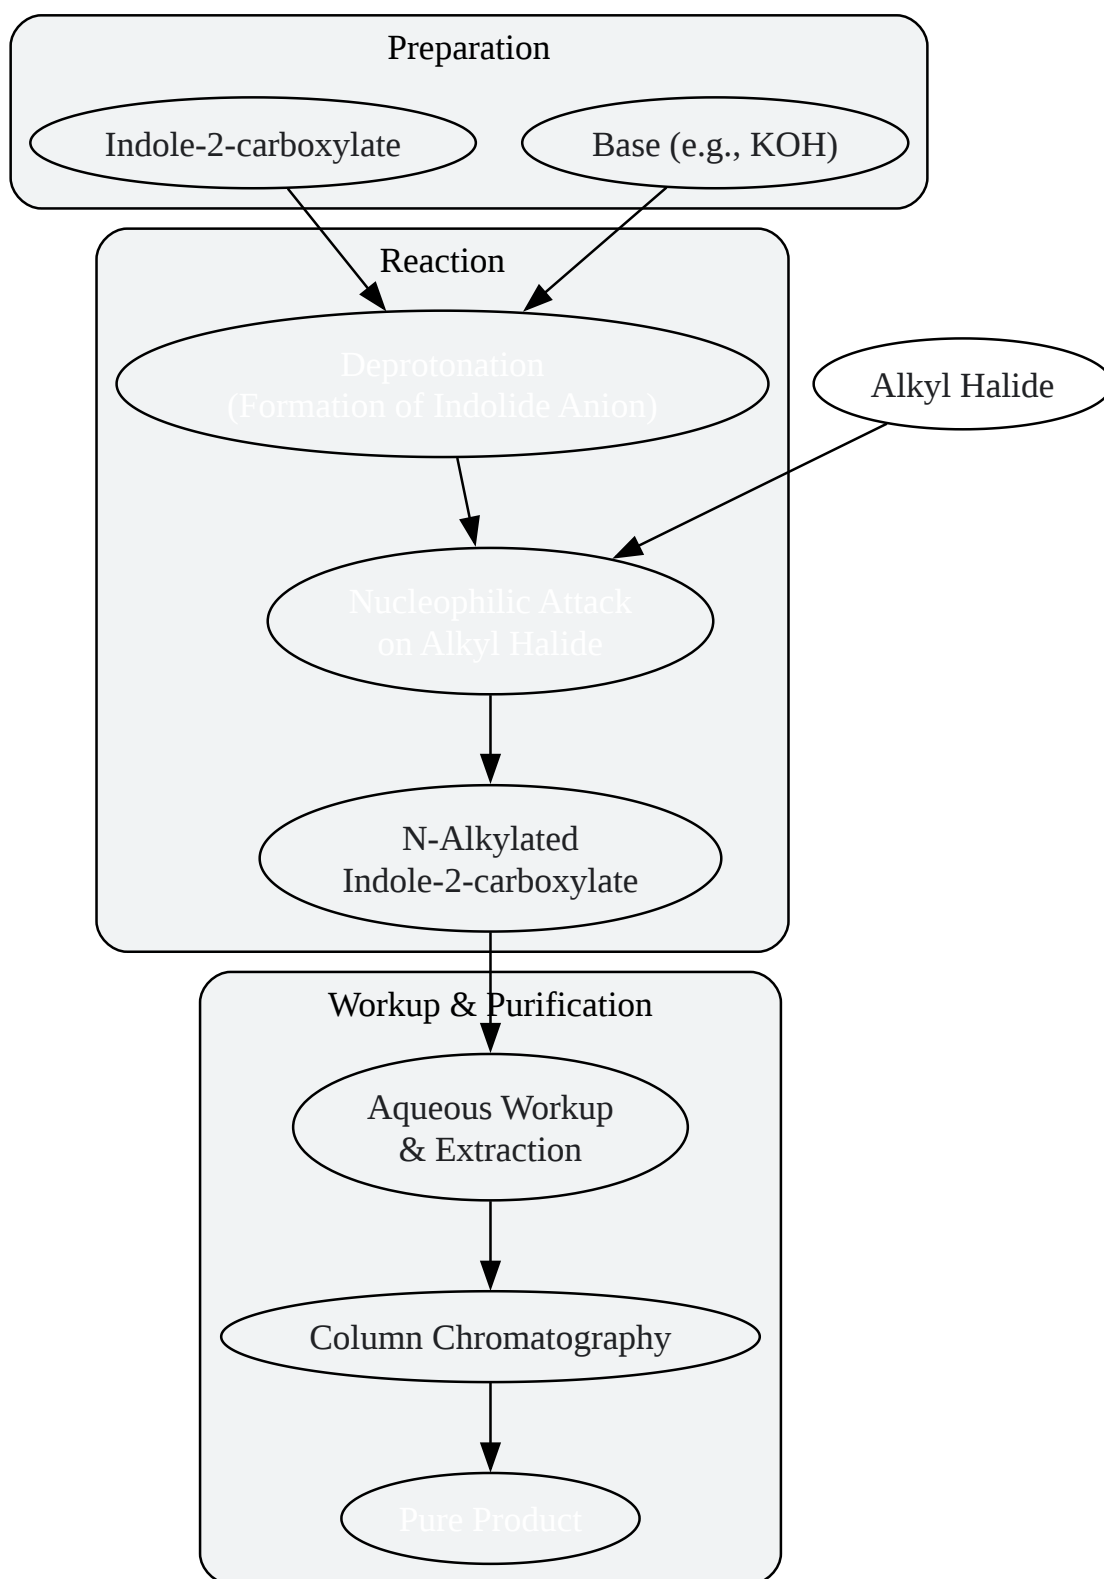 Preparation
Indole-2-carboxylate
Base (e.g., KOH)
Reaction
Deprotonation
(Formation of Indolide Anion)
Alkyl Halide
Nucleophilic Attack
on Alkyl Halide
N-Alkylated
Indole-2-carboxylate
Workup & Purification
Aqueous Workup
& Extraction
Column Chromatography
Pure Product